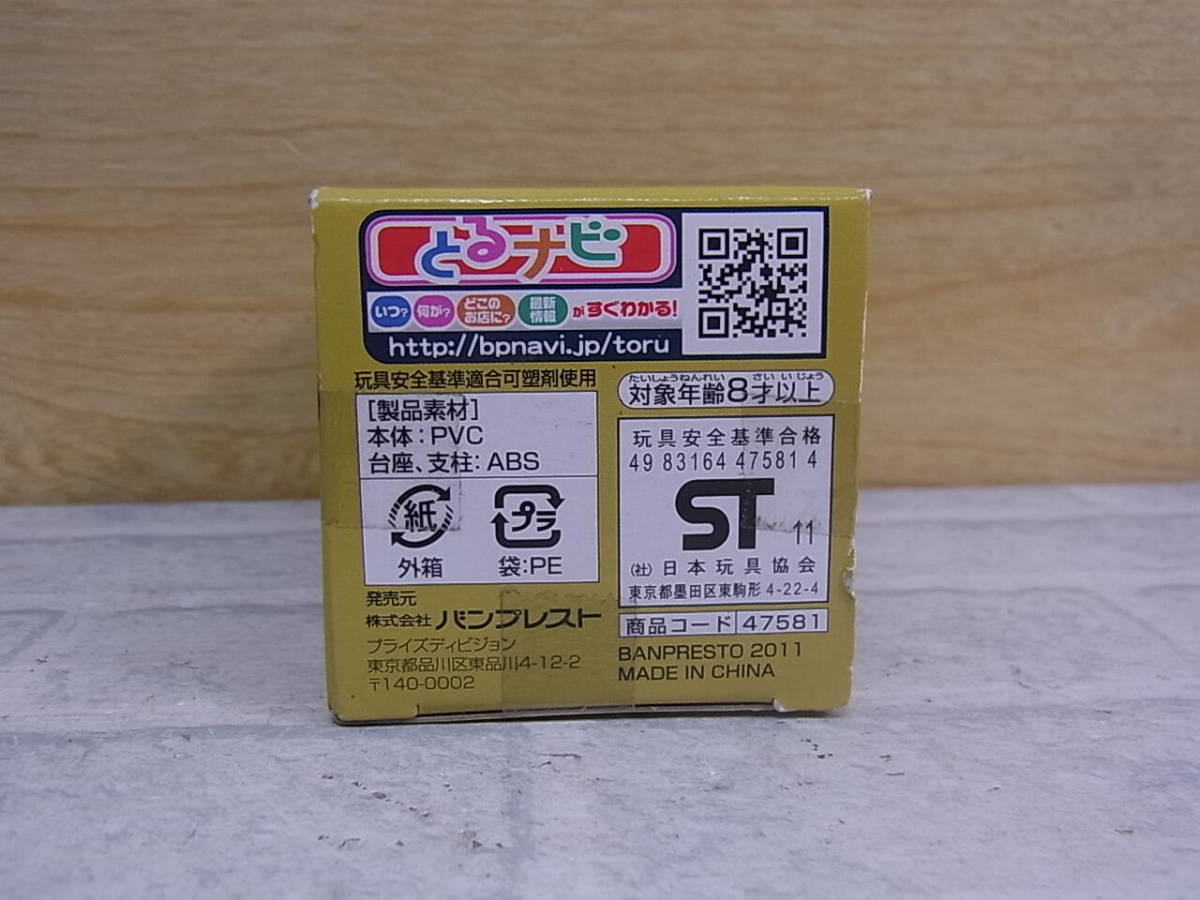 とるナビ
いつ? 何が? どこのお店に? 最新情報 がすぐわかる!
http://bpnavi.jp/toru
玩具安全基準適合可塑剤使用
[製品素材]
本体:PVC
台座、支柱:ABS
紙
外箱
プラ
袋:PE
発売元
株式会社 バンプレスト
プライズディビジョン
東京都品川区東品川4-12-2
〒140-0002
たいしょうねんれい さいいじょう
対象年齢8才以上
玩具安全基準合格
49 83164 47581 4
ST 11
(社) 日本玩具協会
東京都墨田区東駒形 4-22-4
商品コード 47581
BANPRESTO 2011
MADE IN CHINA